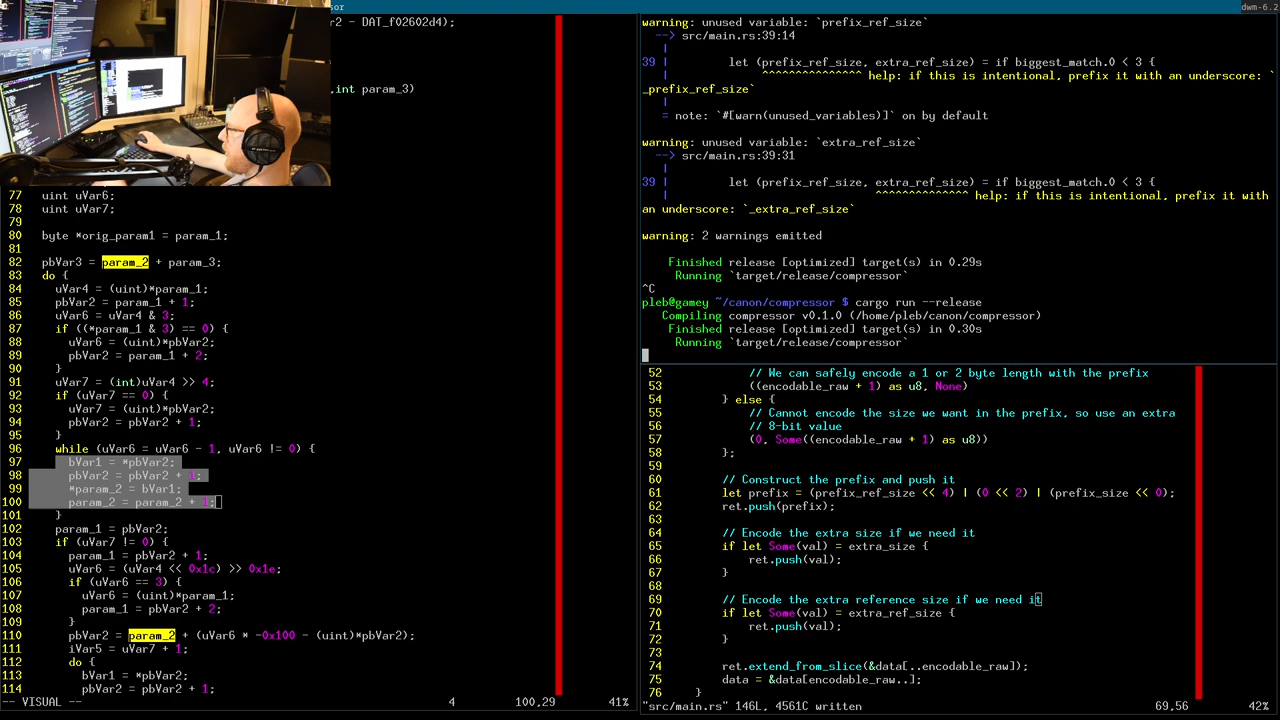 sor
dwm-6.2
r2 - DAT_f02602d4);
,int param_3)
77 uint uVar6;
78 uint uVar7;
79
80 byte *orig_param1 = param_1;
81
82 pbVar3 = param_2 + param_3;
83 do {
84 uVar4 = (uint)*param_1;
85 pbVar2 = param_1 + 1;
86 uVar6 = uVar4 & 3;
87 if ((*param_1 & 3) == 0) {
88 uVar6 = (uint)*pbVar2;
89 pbVar2 = param_1 + 2;
90 }
91 uVar7 = (int)uVar4 >> 4;
92 if (uVar7 == 0) {
93 uVar7 = (uint)*pbVar2;
94 pbVar2 = pbVar2 + 1;
95 }
96 while (uVar6 = uVar6 - 1, uVar6 != 0) {
97 bVar1 = *pbVar2;
98 pbVar2 = pbVar2 + 1;
99 *param_2 = bVar1;
100 param_2 = param_2 + 1;
101 }
102 param_1 = pbVar2;
103 if (uVar7 != 0) {
104 param_1 = pbVar2 + 1;
105 uVar6 = (uVar4 << 0x1c) >> 0x1e;
106 if (uVar6 == 3) {
107 uVar6 = (uint)*param_1;
108 param_1 = pbVar2 + 2;
109 }
110 pbVar2 = param_2 + (uVar6 * -0x100 - (uint)*pbVar2);
111 iVar5 = uVar7 + 1;
112 do {
113 bVar1 = *pbVar2;
114 pbVar2 = pbVar2 + 1;
-- VISUAL -- 4 100,29 41%
warning: unused variable: `prefix_ref_size`
--> src/main.rs:39:14
|
39 | let (prefix_ref_size, extra_ref_size) = if biggest_match.0 < 3 {
| ^^^^^^^^^^^^^^^ help: if this is intentional, prefix it with an underscore: `
_prefix_ref_size`
|
= note: `#[warn(unused_variables)]` on by default
warning: unused variable: `extra_ref_size`
--> src/main.rs:39:31
|
39 | let (prefix_ref_size, extra_ref_size) = if biggest_match.0 < 3 {
| ^^^^^^^^^^^^^^ help: if this is intentional, prefix it with
an underscore: `_extra_ref_size`
warning: 2 warnings emitted
Finished release [optimized] target(s) in 0.29s
Running `target/release/compressor`
^C
pleb@gamey ~/canon/compressor $ cargo run --release
Compiling compressor v0.1.0 (/home/pleb/canon/compressor)
Finished release [optimized] target(s) in 0.30s
Running `target/release/compressor`
52 // We can safely encode a 1 or 2 byte length with the prefix
53 ((encodable_raw + 1) as u8, None)
54 } else {
55 // Cannot encode the size we want in the prefix, so use an extra
56 // 8-bit value
57 (0, Some((encodable_raw + 1) as u8))
58 };
59
60 // Construct the prefix and push it
61 let prefix = (prefix_ref_size << 4) | (0 << 2) | (prefix_size << 0);
62 ret.push(prefix);
63
64 // Encode the extra size if we need it
65 if let Some(val) = extra_size {
66 ret.push(val);
67 }
68
69 // Encode the extra reference size if we need it
70 if let Some(val) = extra_ref_size {
71 ret.push(val);
72 }
73
74 ret.extend_from_slice(&data[..encodable_raw]);
75 data = &data[encodable_raw..];
76 }
"src/main.rs" 146L, 4561C written 69,56 42%